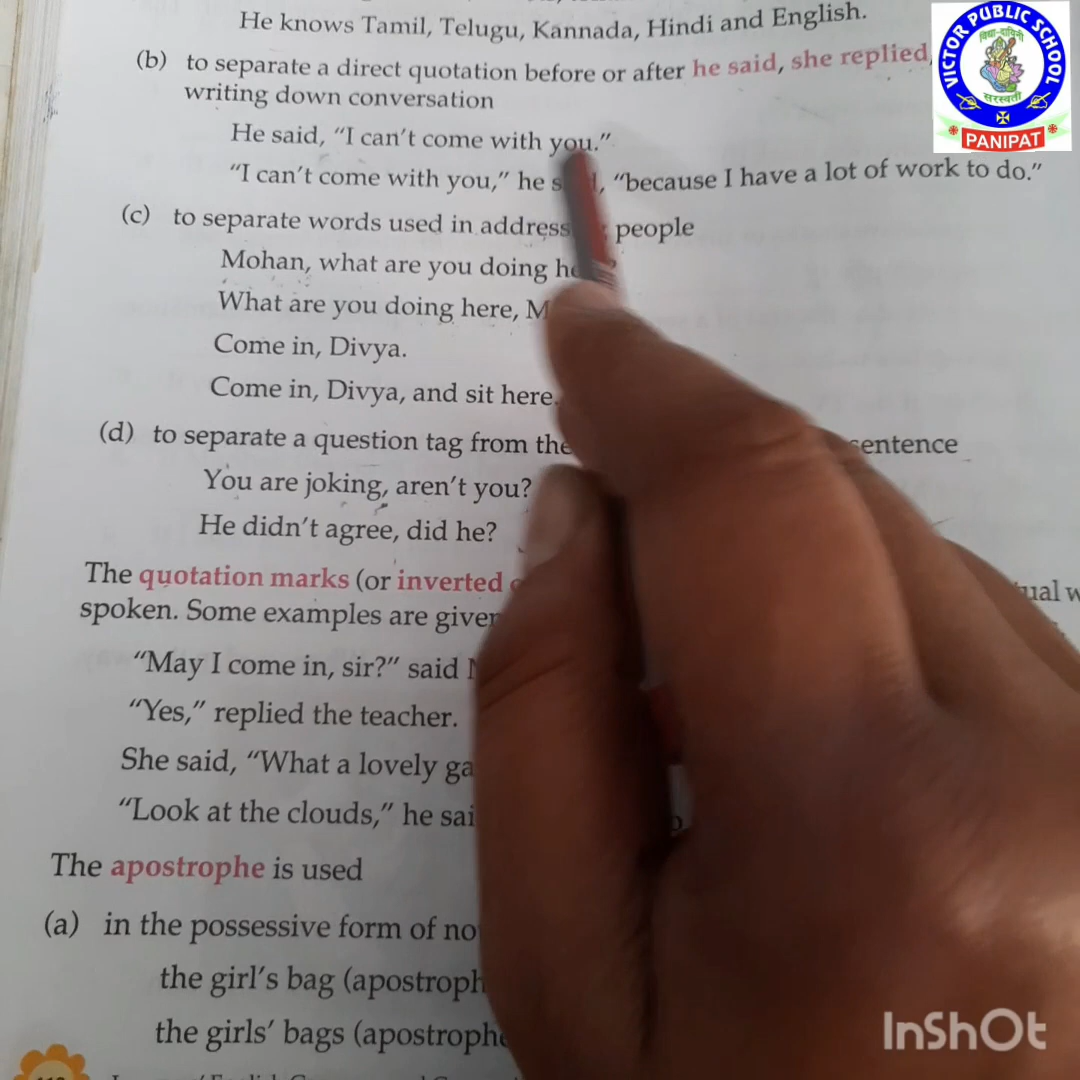 He knows Tamil, Telugu, Kannada, Hindi and English.
(b) to separate a direct quotation before or after he said, she replied,
writing down conversation
He said, “I can’t come with you.”
“I can’t come with you,” he “because I have a lot of work to do.”
(c) to separate words used in people
Mohan, what are you doing
What are you doing here,
Come in, Divya.
Come in, Divya, and sit here.
(d) to separate a question tag from the sentence
You are joking, aren’t you?
He didn’t agree, did he?
The quotation marks (or inverted
spoken. Some examples are
“May I come in, sir?” said
“Yes,” replied the teacher.
She said, “What a lovely
“Look at the clouds,” he
The apostrophe is used
(a) in the possessive form of
the girl’s bag
the girls’ bags
VICTOR PUBLIC SCHOOL
सरस्वती
PANIPAT
InShOt